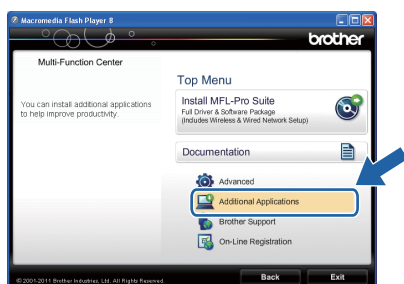 Macromedia Flash Player 8
brother
Multi-Function Center
You can install additional applications
to help improve productivity.
Top Menu
Install MFL-Pro Suite
Full Driver & Software Package
(Includes Wireless & Wired Network Setup)
Documentation
Advanced
Additional Applications
Brother Support
On-Line Registration
© 2001-2011 Brother Industries, Ltd. All Rights Reserved.
Back
Exit